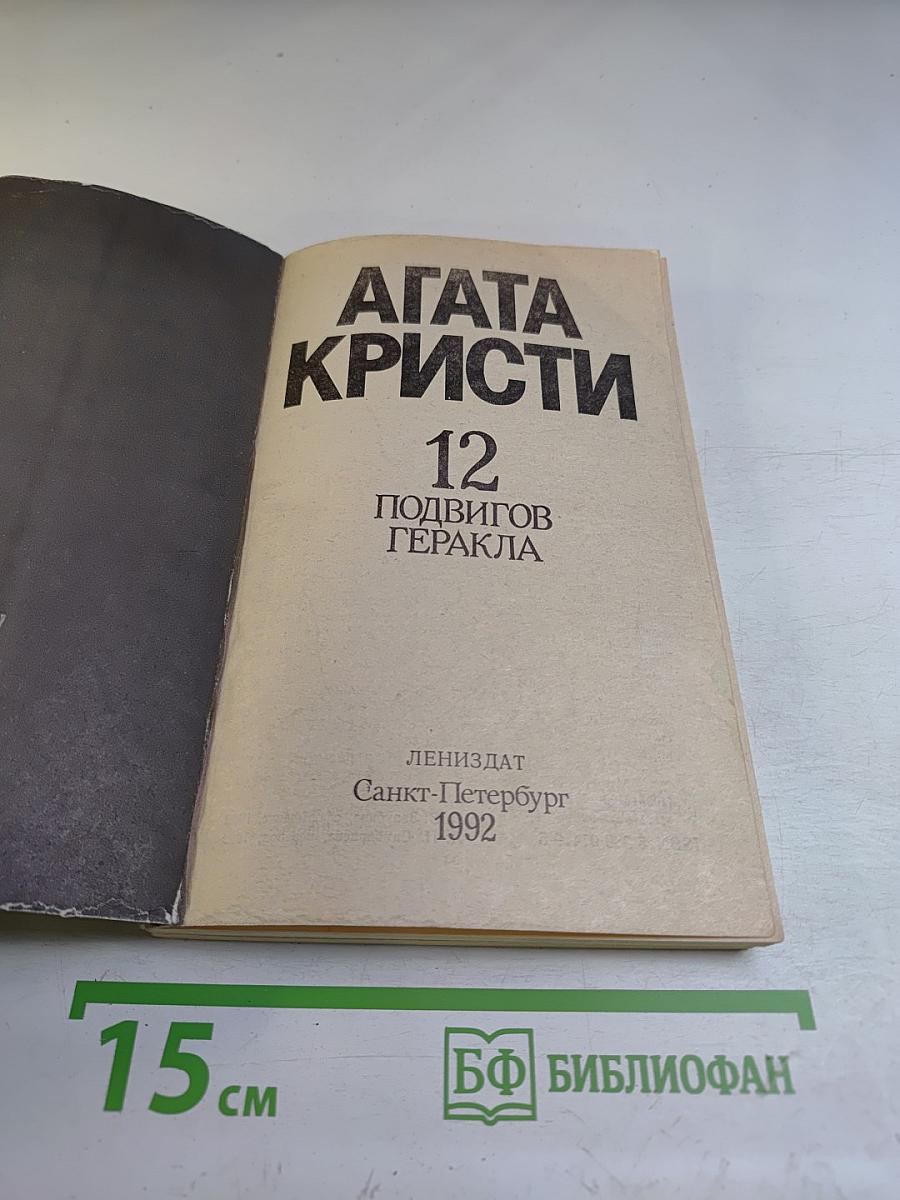 АГАТА
КРИСТИ
12
ПОДВИГОВ
ГЕРАКЛА
ЛЕНИЗДАТ
Санкт-Петербург
1992
15 см
БФ БИБЛИОФАН